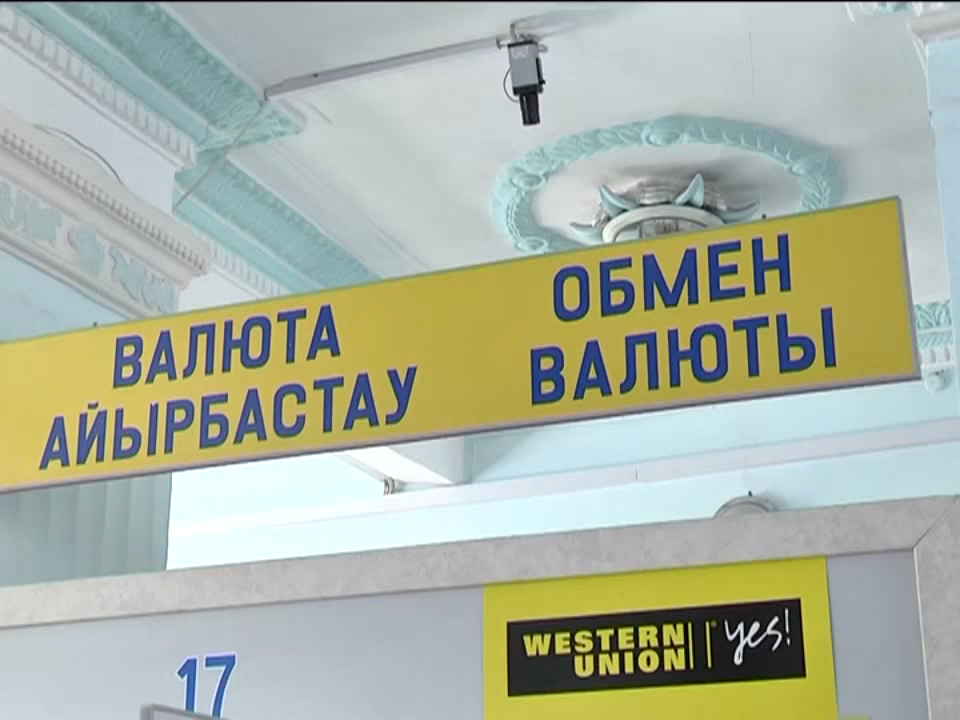 ВАЛЮТА
АЙЫРБАСТАУ
ОБМЕН
ВАЛЮТЫ
WESTERN
UNION
yes!
17